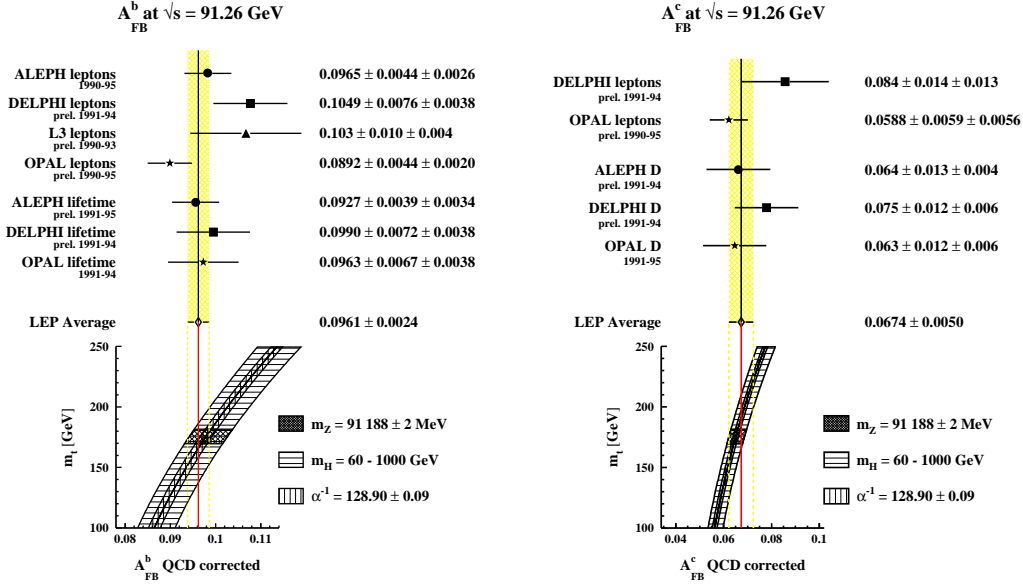 A^b_FB at √s = 91.26 GeV
ALEPH leptons 0.0965 ± 0.0044 ± 0.0026
1990-95
DELPHI leptons 0.1049 ± 0.0076 ± 0.0038
prel. 1991-94
L3 leptons 0.103 ± 0.010 ± 0.004
prel. 1990-93
OPAL leptons 0.0892 ± 0.0044 ± 0.0020
prel. 1990-95
ALEPH lifetime 0.0927 ± 0.0039 ± 0.0034
prel. 1991-95
DELPHI lifetime 0.0990 ± 0.0072 ± 0.0038
prel. 1991-94
OPAL lifetime 0.0963 ± 0.0067 ± 0.0038
1991-94
LEP Average 0.0961 ± 0.0024
250
200
150
100
m_t [GeV]
m_Z = 91 188 ± 2 MeV
m_H = 60 - 1000 GeV
α⁻¹ = 128.90 ± 0.09
0.08 0.09 0.1 0.11
A^b_FB QCD corrected
A^c_FB at √s = 91.26 GeV
DELPHI leptons 0.084 ± 0.014 ± 0.013
prel. 1991-94
OPAL leptons 0.0588 ± 0.0059 ± 0.0056
prel. 1990-95
ALEPH D 0.064 ± 0.013 ± 0.004
prel. 1991-94
DELPHI D 0.075 ± 0.012 ± 0.006
prel. 1991-94
OPAL D 0.063 ± 0.012 ± 0.006
1991-95
LEP Average 0.0674 ± 0.0050
250
200
150
100
m_t [GeV]
m_Z = 91 188 ± 2 MeV
m_H = 60 - 1000 GeV
α⁻¹ = 128.90 ± 0.09
0.04 0.06 0.08 0.1
A^c_FB QCD corrected